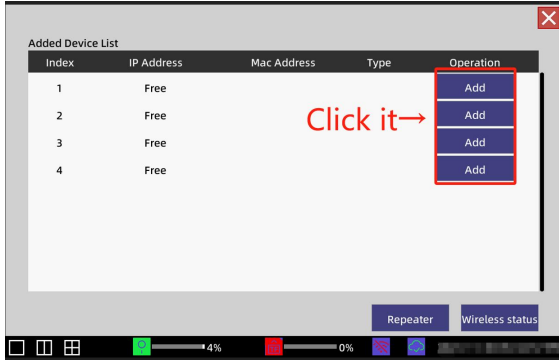 Added Device List
Index IP Address Mac Address Type Operation
1 Free Add
2 Free Add
Click it→
3 Free Add
4 Free Add
Repeater Wireless status
4% 0%